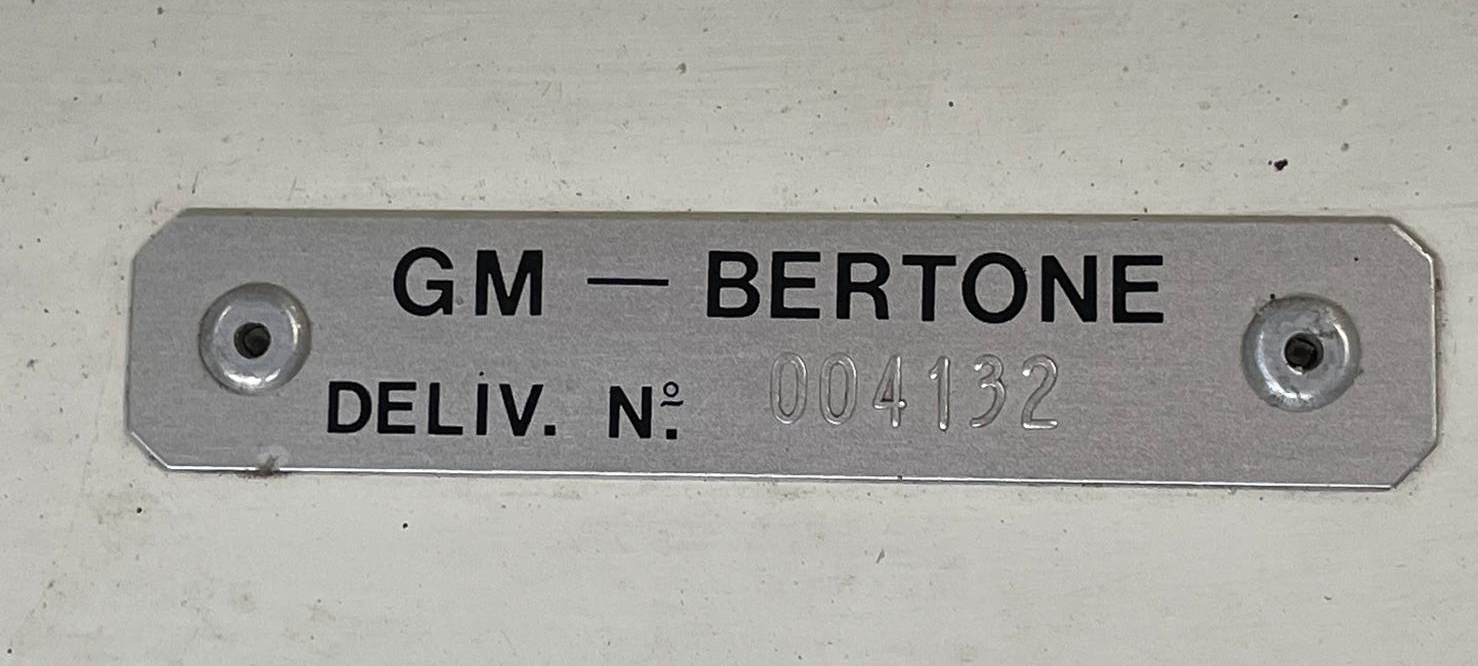 GM — BERTONE
DELIV. Nº. 004132